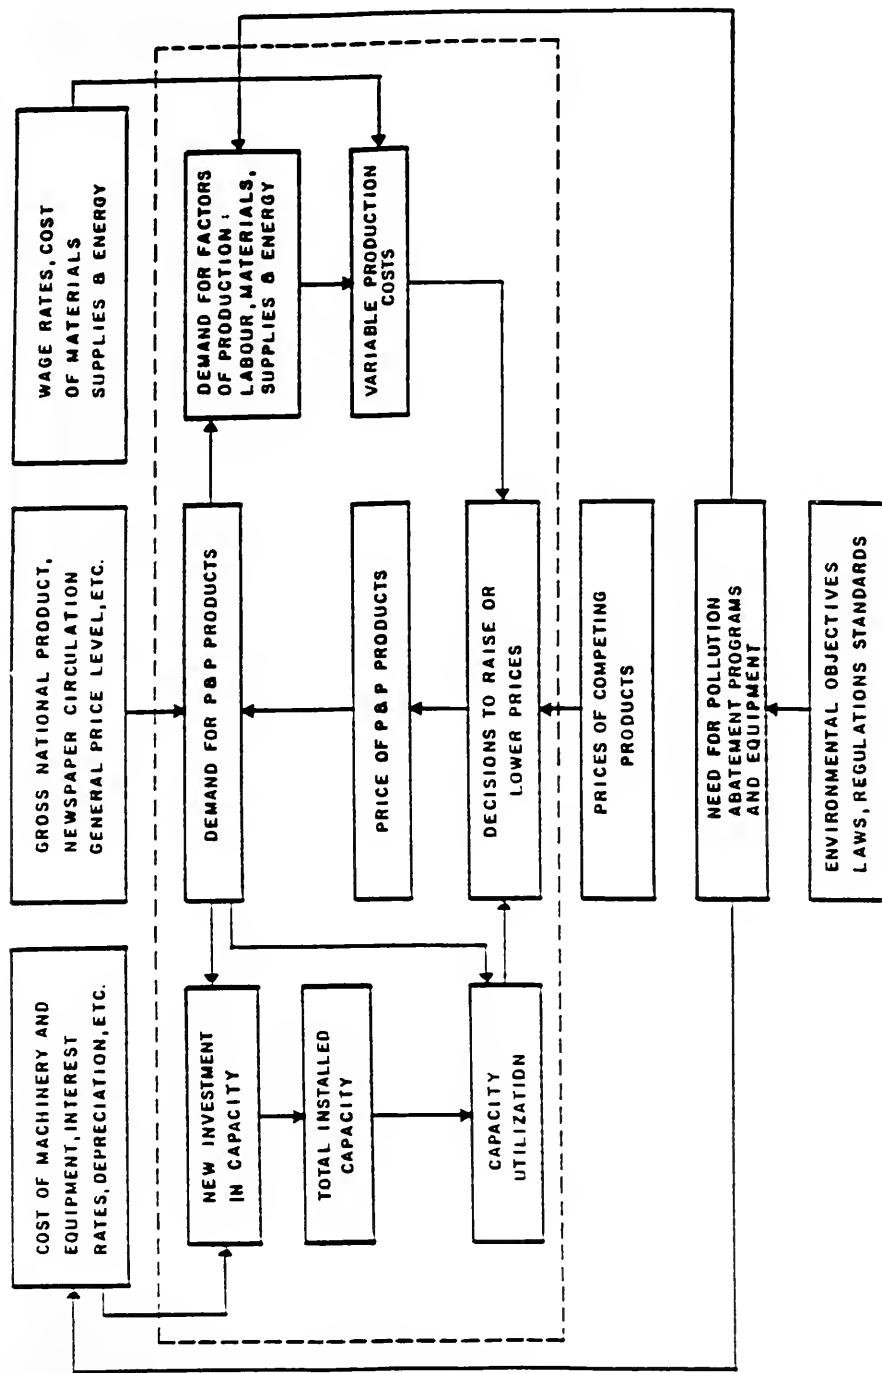 COST OF MACHINERY AND
EQUIPMENT, INTEREST
RATES, DEPRECIATION, ETC.
GROSS NATIONAL PRODUCT,
NEWSPAPER CIRCULATION
GENERAL PRICE LEVEL, ETC.
WAGE RATES, COST
OF MATERIALS
SUPPLIES & ENERGY
NEW INVESTMENT
IN CAPACITY
DEMAND FOR P&P PRODUCTS
DEMAND FOR FACTORS
OF PRODUCTION :
LABOUR, MATERIALS,
SUPPLIES & ENERGY
TOTAL INSTALLED
CAPACITY
PRICE OF P&P PRODUCTS
VARIABLE PRODUCTION
COSTS
CAPACITY
UTILIZATION
DECISIONS TO RAISE OR
LOWER PRICES
PRICES OF COMPETING
PRODUCTS
NEED FOR POLLUTION
ABATEMENT PROGRAMS
AND EQUIPMENT
ENVIRONMENTAL OBJECTIVES
LAWS, REGULATIONS STANDARDS